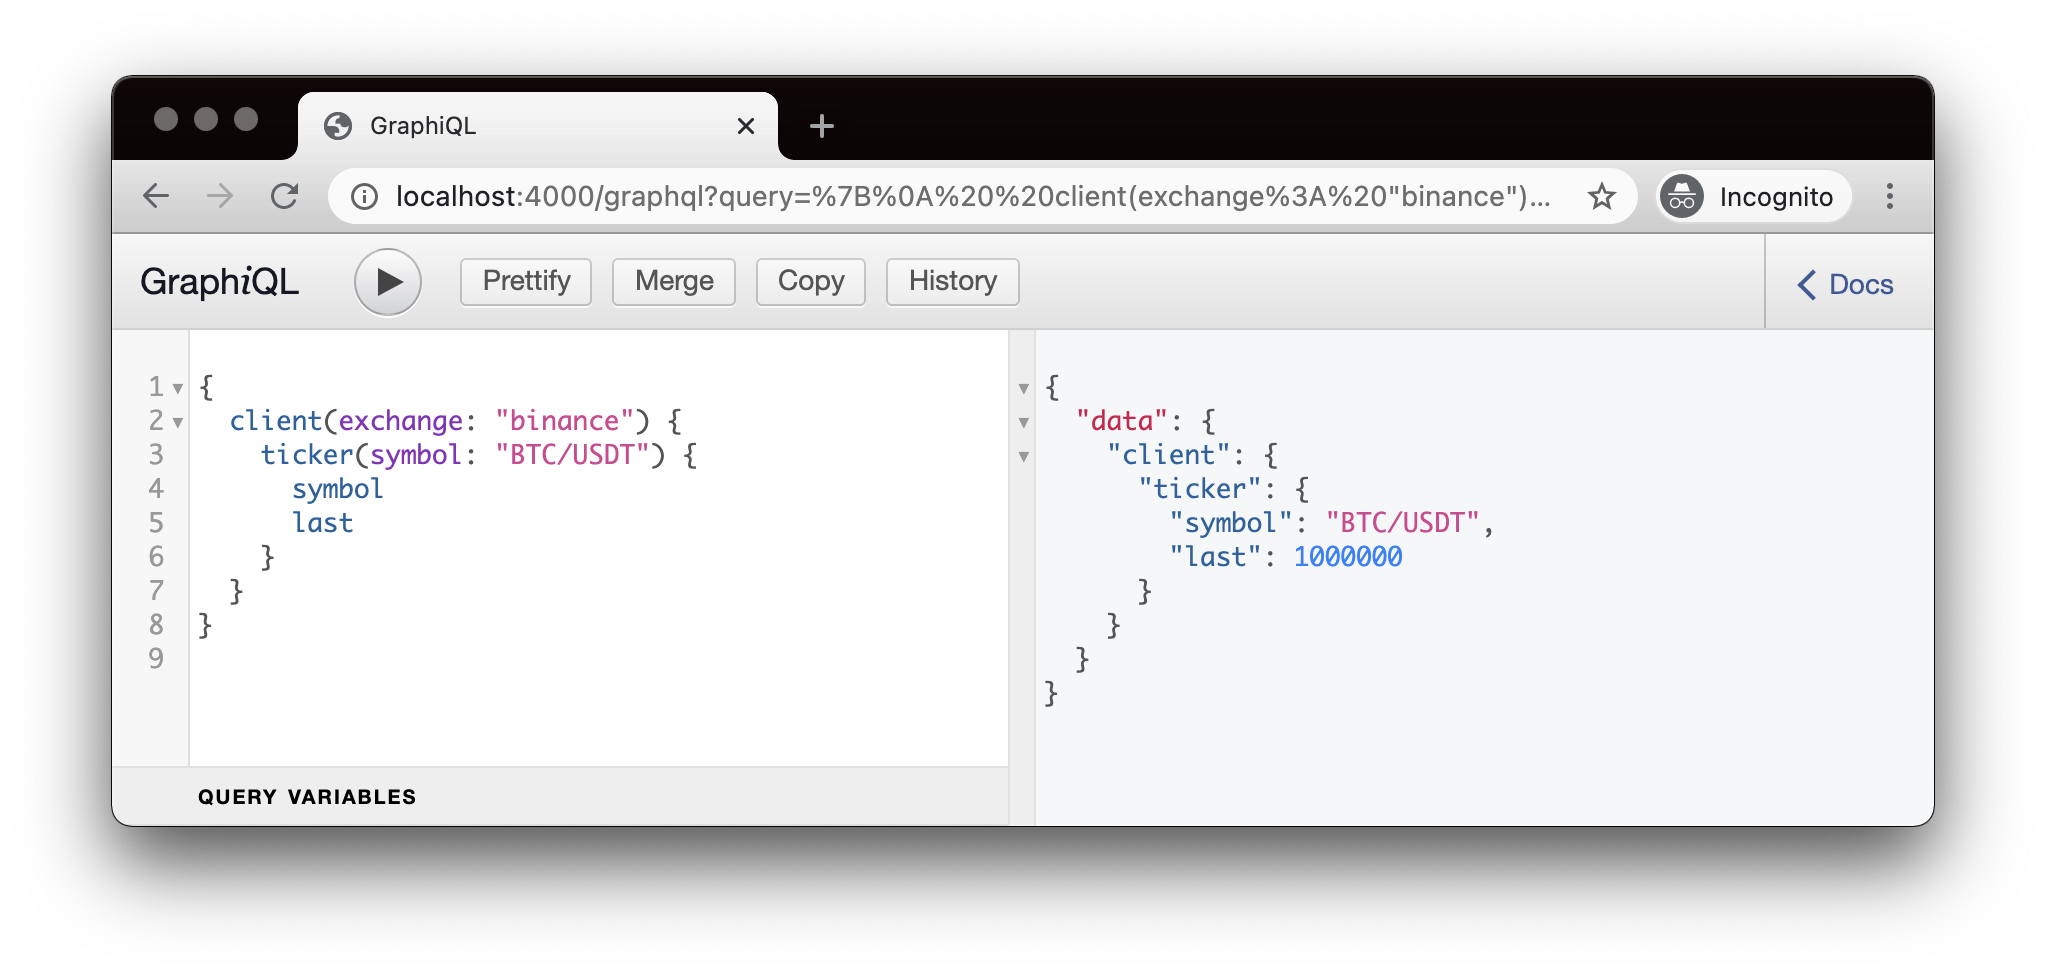 GraphiQL
localhost:4000/graphql?query=%7B%0A%20%20client(exchange%3A%20"binance")...
Incognito
GraphiQL
Prettify
Merge
Copy
History
Docs
1 {
2   client(exchange: "binance") {
3     ticker(symbol: "BTC/USDT") {
4       symbol
5       last
6     }
7   }
8 }
9
QUERY VARIABLES
{
  "data": {
    "client": {
      "ticker": {
        "symbol": "BTC/USDT",
        "last": 1000000
      }
    }
  }
}